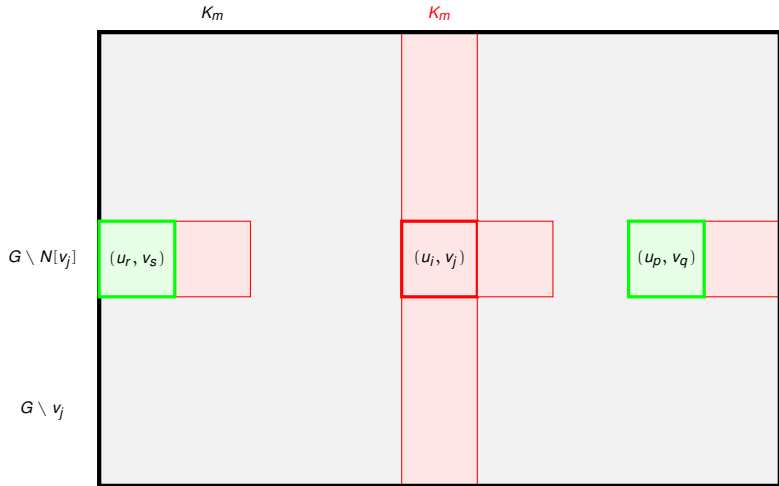 K_m K_m
G \ N[v_j] (u_r, v_s) (u_i, v_j) (u_p, v_q)
G \ v_j